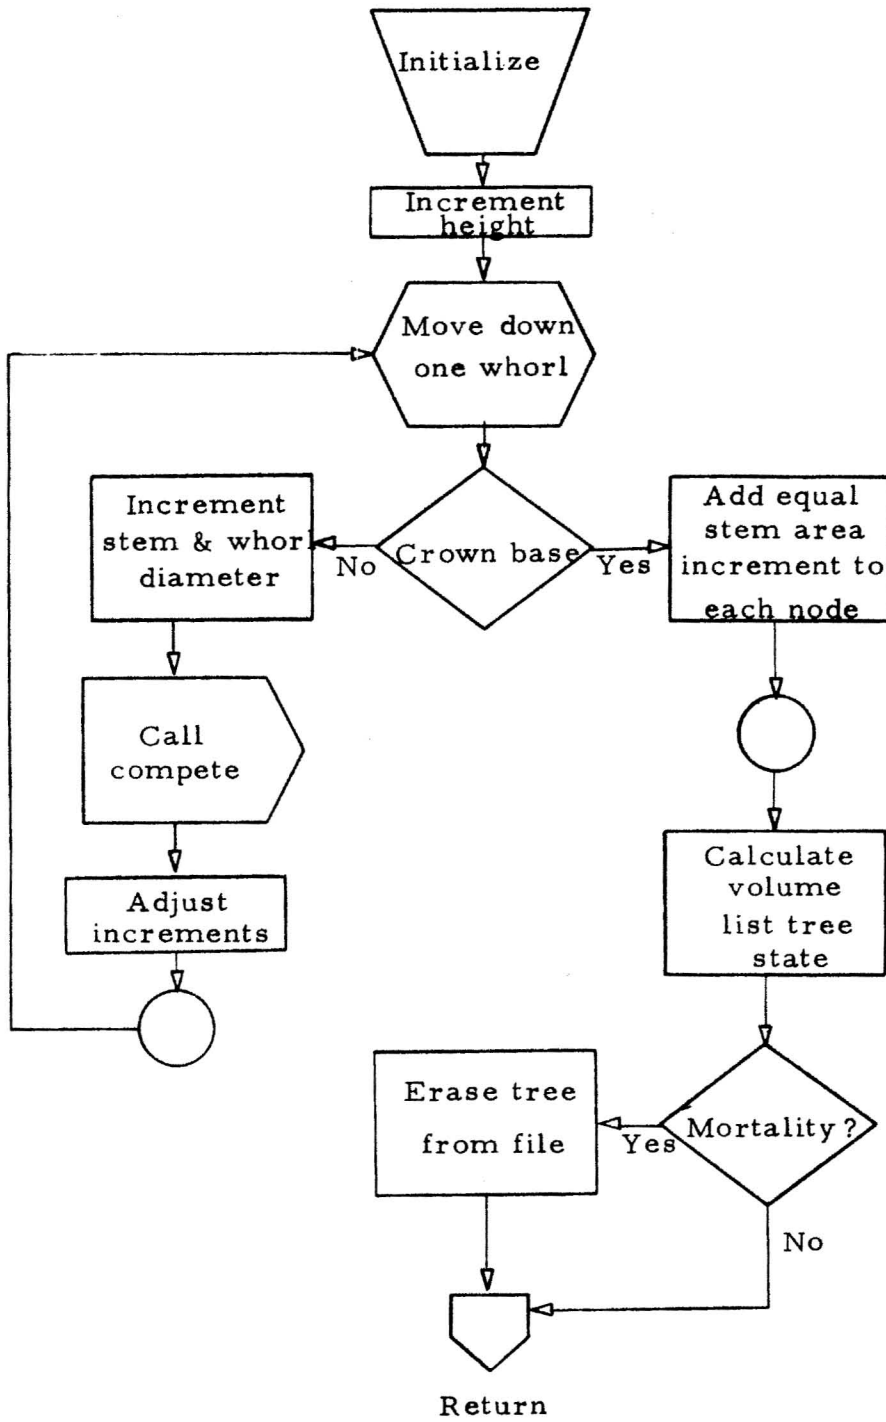 Initialize
Increment
height
Move down
one whorl
Increment
stem & whorl
diameter
No
Crown base
Yes
Add equal
stem area
increment to
each node
Call
compete
Adjust
increments
Calculate
volume
list tree
state
Erase tree
from file
Yes
Mortality?
No
Return